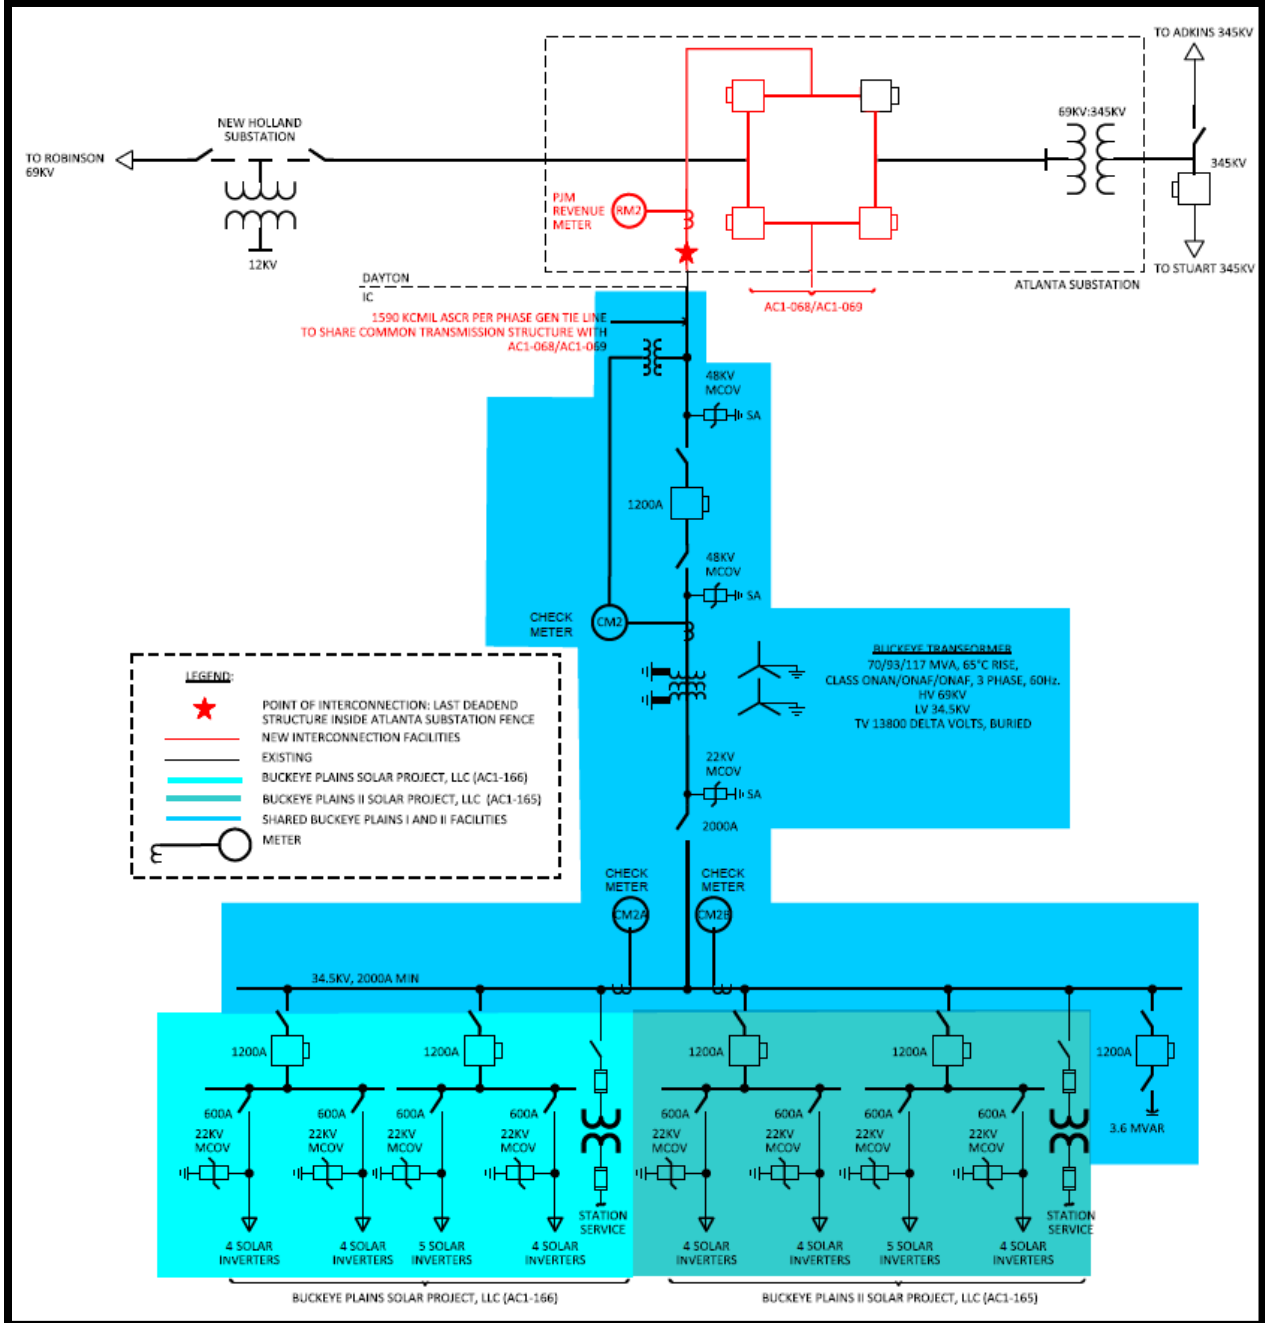 TO ADKINS 345KV
69KV:345KV
NEW HOLLAND
SUBSTATION
TO ROBINSON
69KV
345KV
PJM
REVENUE
METER
RM2
12KV
TO STUART 345KV
DAYTON
IC
ATLANTA SUBSTATION
AC1-068/AC1-069
1590 KCMIL ASCR PER PHASE GEN TIE LINE
TO SHARE COMMON TRANSMISSION STRUCTURE WITH
AC1-068/AC1-069
48KV
MCOV
SA
1200A
48KV
MCOV
SA
CHECK
METER
CM2
BUCKEYE TRANSFORMER
70/93/117 MVA, 65°C RISE,
CLASS ONAN/ONAF/ONAF, 3 PHASE, 60Hz.
HV 69KV
LV 34.5KV
TV 13800 DELTA VOLTS, BURIED
LEGEND:
POINT OF INTERCONNECTION: LAST DEADEND
STRUCTURE INSIDE ATLANTA SUBSTATION FENCE
NEW INTERCONNECTION FACILITIES
EXISTING
BUCKEYE PLAINS SOLAR PROJECT, LLC (AC1-166)
BUCKEYE PLAINS II SOLAR PROJECT, LLC (AC1-165)
SHARED BUCKEYE PLAINS I AND II FACILITIES
METER
22KV
MCOV
SA
2000A
CHECK
METER
CM2A
CHECK
METER
CM2B
34.5KV, 2000A MIN
1200A
1200A
1200A
1200A
1200A
600A
600A
600A
600A
600A
600A
600A
600A
3.6 MVAR
22KV
MCOV
22KV
MCOV
22KV
MCOV
22KV
MCOV
22KV
MCOV
22KV
MCOV
22KV
MCOV
22KV
MCOV
STATION
SERVICE
STATION
SERVICE
4 SOLAR
INVERTERS
4 SOLAR
INVERTERS
5 SOLAR
INVERTERS
4 SOLAR
INVERTERS
4 SOLAR
INVERTERS
4 SOLAR
INVERTERS
5 SOLAR
INVERTERS
4 SOLAR
INVERTERS
BUCKEYE PLAINS SOLAR PROJECT, LLC (AC1-166)
BUCKEYE PLAINS II SOLAR PROJECT, LLC (AC1-165)